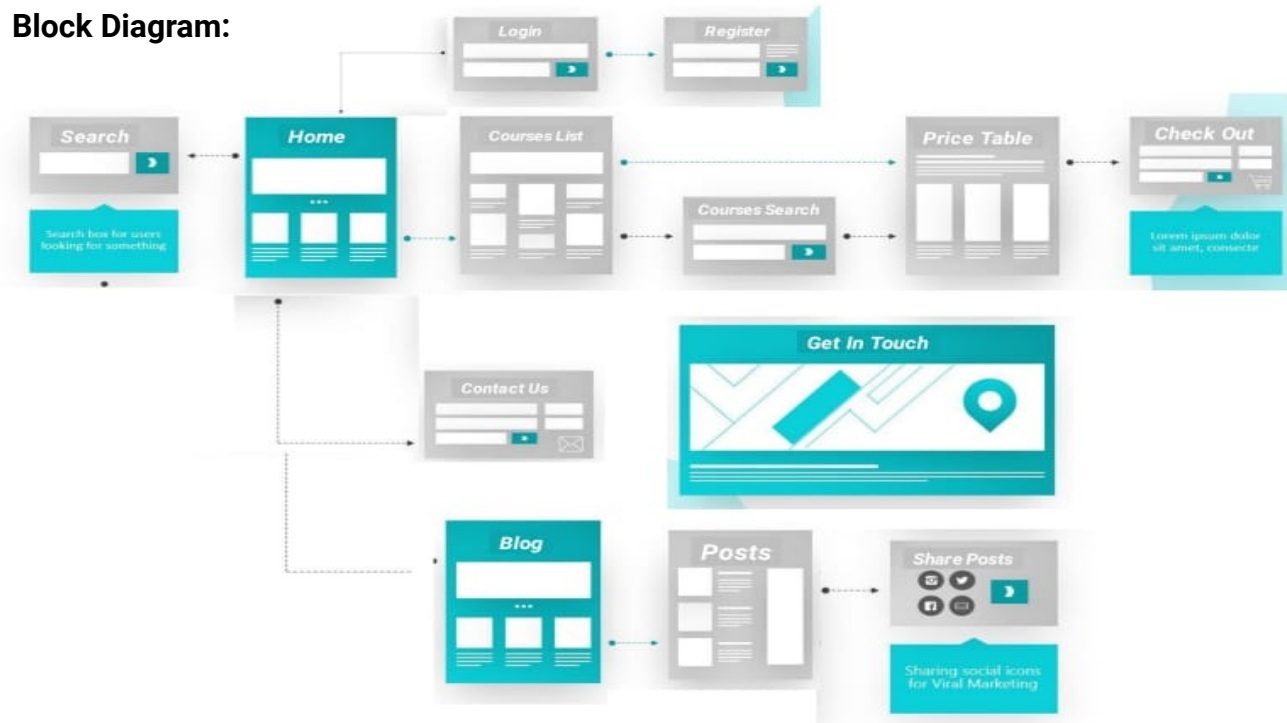 Block Diagram:
Login
Register
Search
Home
Courses List
Price Table
Check Out
Courses Search
Search box for users
looking for something
Lorem ipsum dolor
sit amet, consecte
Get In Touch
Contact Us
Blog
Posts
Share Posts
Sharing social icons
for Viral Marketing